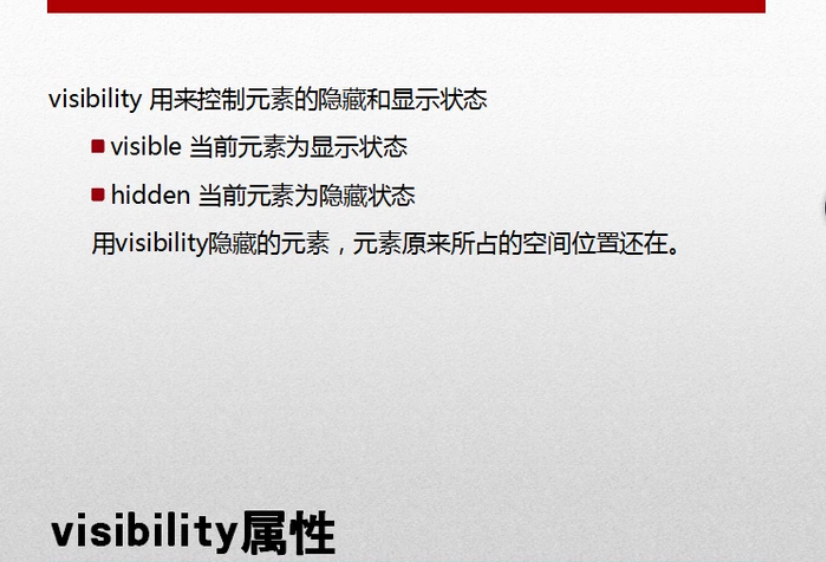 visibility 用来控制元素的隐藏和显示状态
visible 当前元素为显示状态
hidden 当前元素为隐藏状态
用visibility隐藏的元素，元素原来所占的空间位置还在。
visibility属性